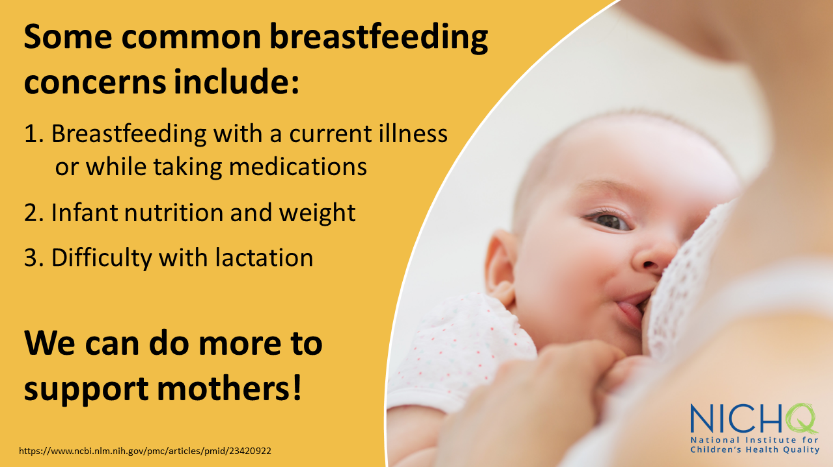 Some common breastfeeding
concerns include:
1. Breastfeeding with a current illness
or while taking medications
2. Infant nutrition and weight
3. Difficulty with lactation
We can do more to
support mothers!
https://www.ncbi.nlm.nih.gov/pmc/articles/pmid/23420922
NICHQ
National Institute for
Children's Health Quality